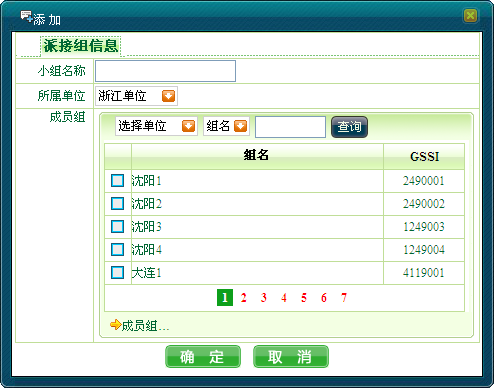 添 加
派接组信息
小组名称
所属单位 浙江单位
成员组 选择单位 组名 查询
组名 GSSI
沈阳1 2490001
沈阳2 2490002
沈阳3 1249003
沈阳4 1249004
大连1 4119001
1 2 3 4 5 6 7
成员组...
确 定 取 消